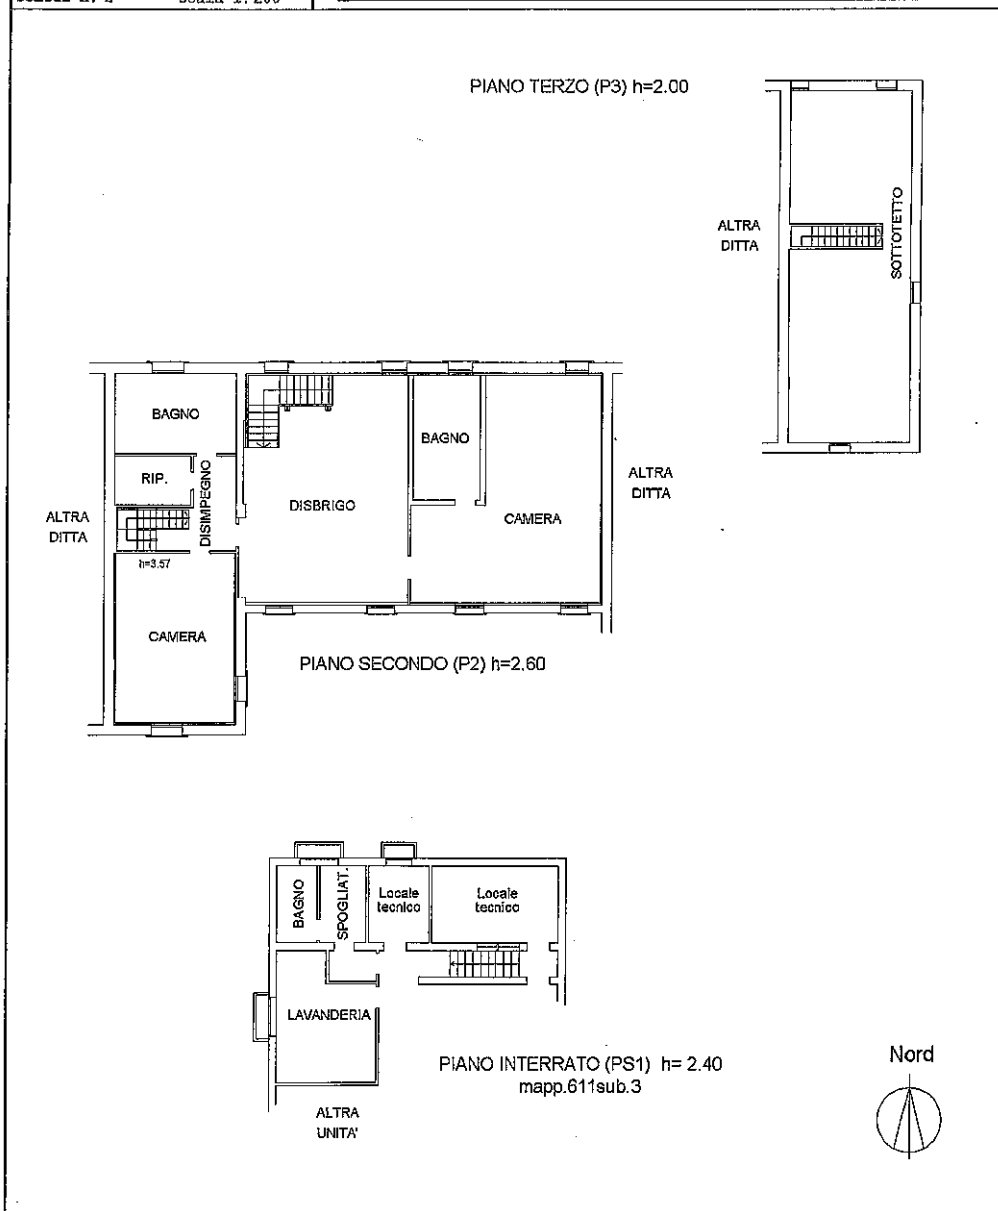 PIANO TERZO (P3) h=2.00
ALTRA
DITTA
SOTTOTETTO
BAGNO
RIP.
DISIMPEGNO
DISBRIGO
BAGNO
CAMERA
ALTRA
DITTA
ALTRA
DITTA
h=3.57
CAMERA
PIANO SECONDO (P2) h=2.60
BAGNO
SPOGLIAT.
Locale
tecnico
Locale
tecnico
LAVANDERIA
PIANO INTERRATO (PS1) h= 2.40
mapp.611sub.3
ALTRA
UNITA'
Nord